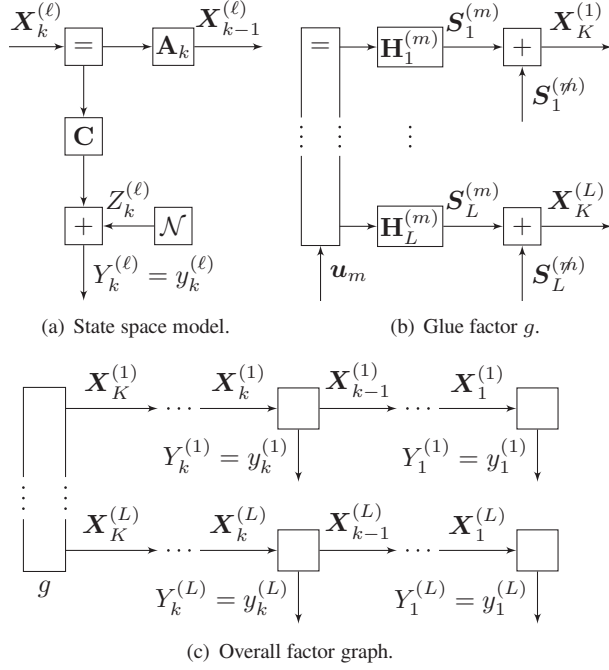 X_k^{(ℓ)} = A_k X_{k-1}^{(ℓ)}
C
Z_k^{(ℓ)}
+ N
Y_k^{(ℓ)} = y_k^{(ℓ)}
(a) State space model.
= H_1^{(m)} S_1^{(m)} + X_K^{(1)}
S_1^{(m̸)}
⋮ ⋮ ⋮
H_L^{(m)} S_L^{(m)} + X_K^{(L)}
u_m S_L^{(m̸)}
(b) Glue factor g.
X_K^{(1)} ··· X_k^{(1)} X_{k-1}^{(1)} ··· X_1^{(1)}
Y_k^{(1)} = y_k^{(1)} Y_1^{(1)} = y_1^{(1)}
⋮ ⋮
X_K^{(L)} ··· X_k^{(L)} X_{k-1}^{(L)} ··· X_1^{(L)}
g Y_k^{(L)} = y_k^{(L)} Y_1^{(L)} = y_1^{(L)}
(c) Overall factor graph.